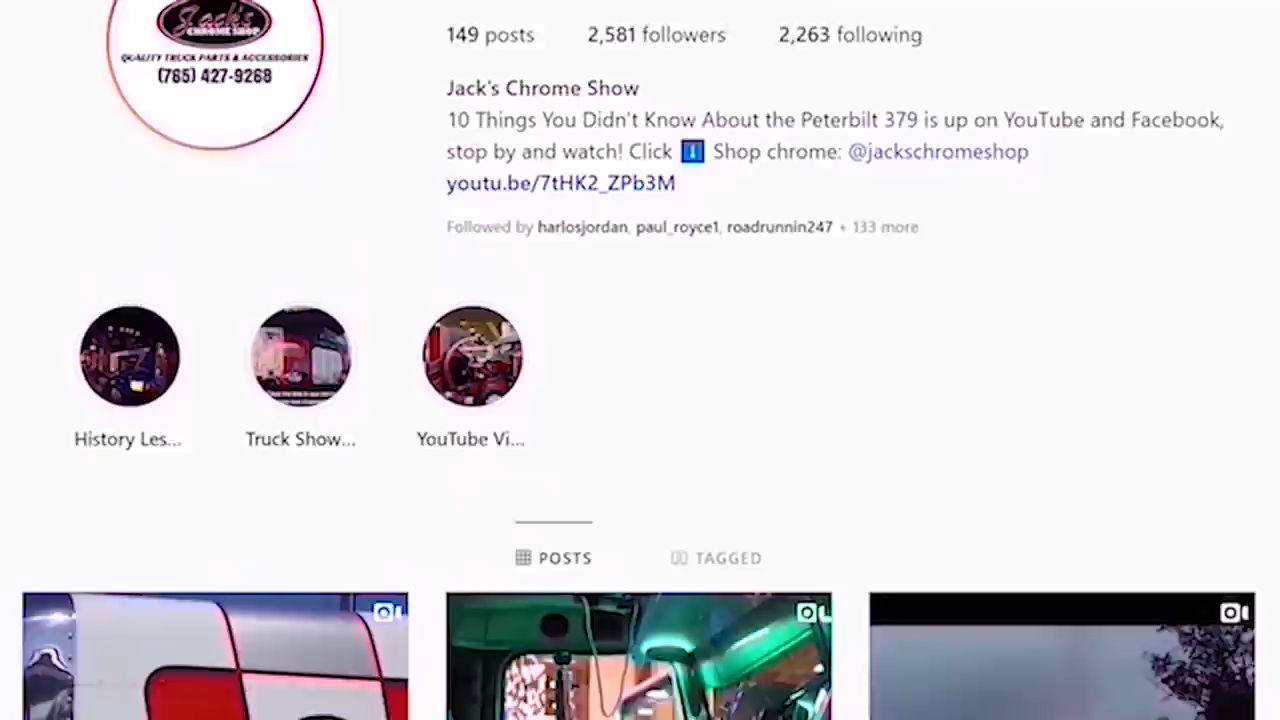 Jack's
CHROME SHOP
QUALITY TRUCK PARTS & ACCESSORIES
(765) 427-9268
149 posts 2,581 followers 2,263 following
Jack's Chrome Show
10 Things You Didn't Know About the Peterbilt 379 is up on YouTube and Facebook,
stop by and watch! Click Shop chrome: @jackschromeshop
youtu.be/7tHK2_ZPb3M
Followed by harlosjordan, paul_royce1, roadrunnin247 + 133 more
History Les... Truck Show... YouTube Vi...
POSTS TAGGED